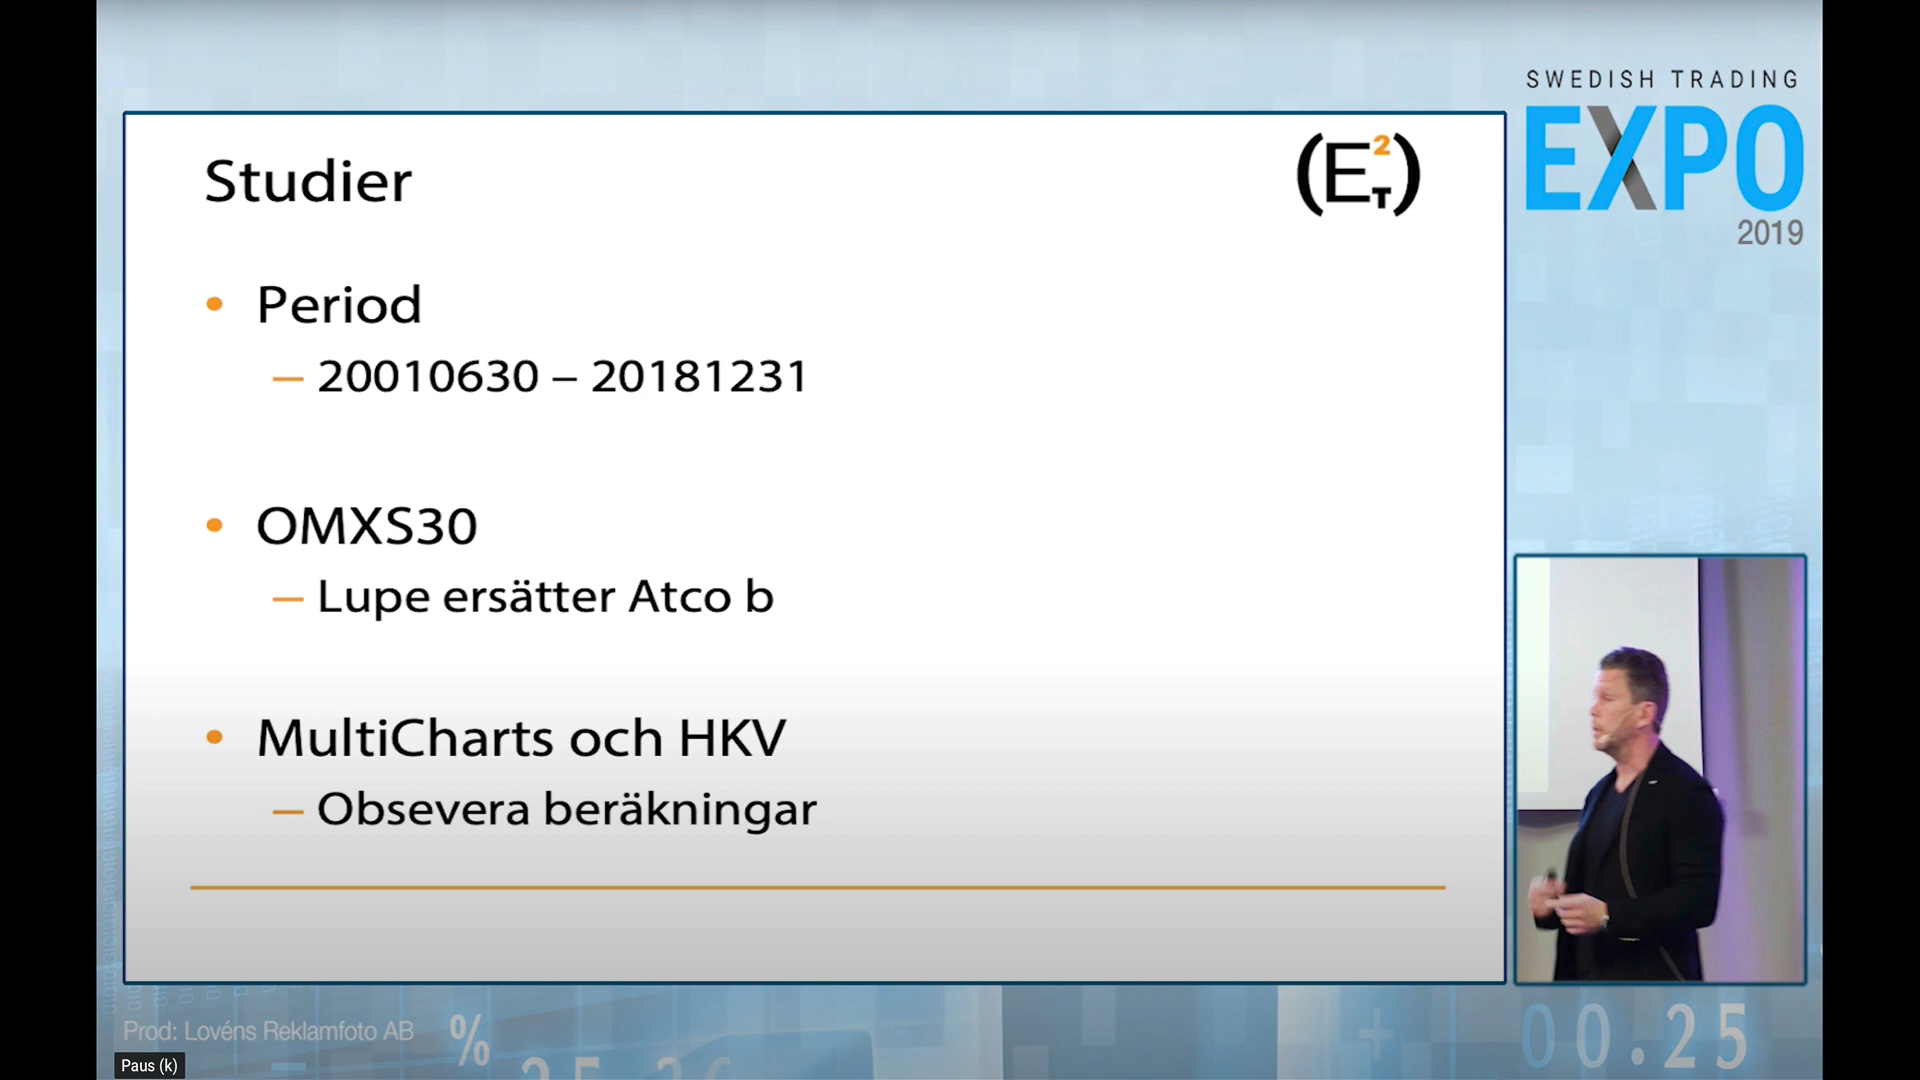 SWEDISH TRADING
EXPO
2019
Studier
(E2T)
• Period
– 20010630 – 20181231
• OMXS30
– Lupe ersätter Atco b
• MultiCharts och HKV
– Obsevera beräkningar
Prod: Lovéns Reklamfoto AB
%
+
00.25
Paus (k)